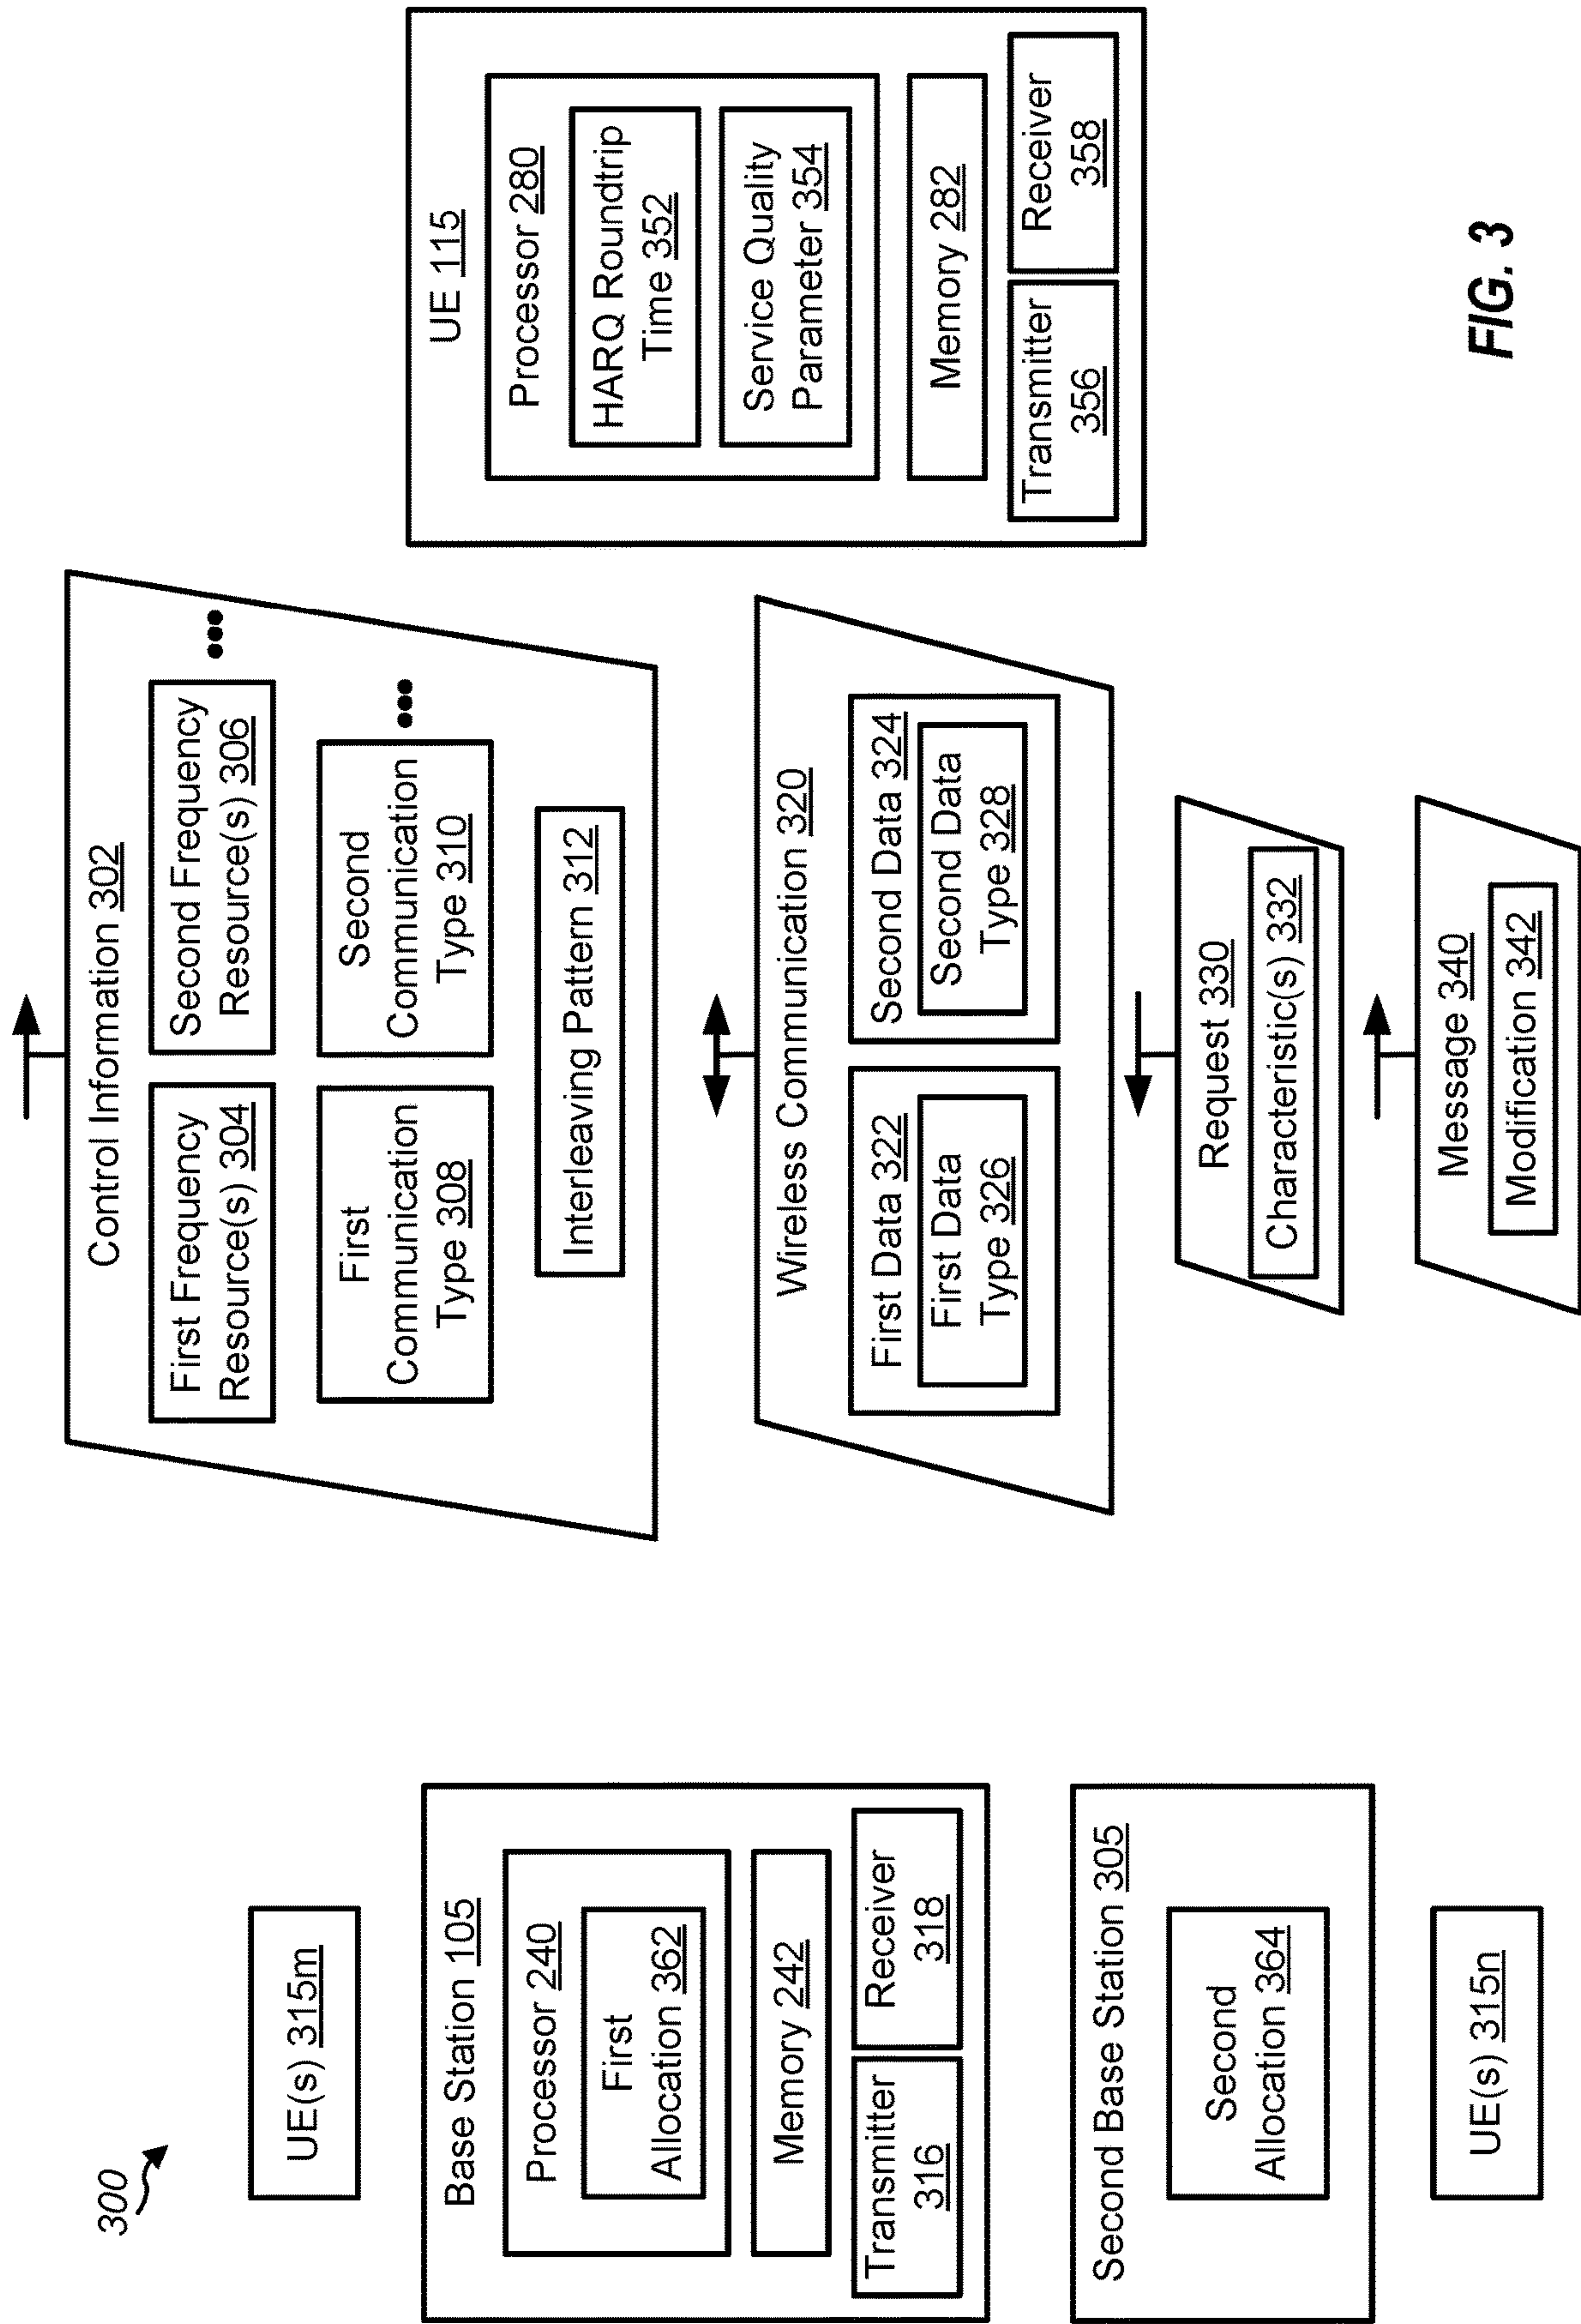 300
UE(s) 315m
Base Station 105
Processor 240
First
Allocation 362
Memory 242
Transmitter
316
Receiver
318
Second Base Station 305
Second
Allocation 364
UE(s) 315n
Control Information 302
First Frequency
Resource(s) 304
Second Frequency
Resource(s) 306
First
Communication
Type 308
Second
Communication
Type 310
Interleaving Pattern 312
Wireless Communication 320
First Data 322
First Data
Type 326
Second Data 324
Second Data
Type 328
Request 330
Characteristic(s) 332
Message 340
Modification 342
UE 115
Processor 280
HARQ Roundtrip
Time 352
Service Quality
Parameter 354
Memory 282
Transmitter
356
Receiver
358
FIG. 3